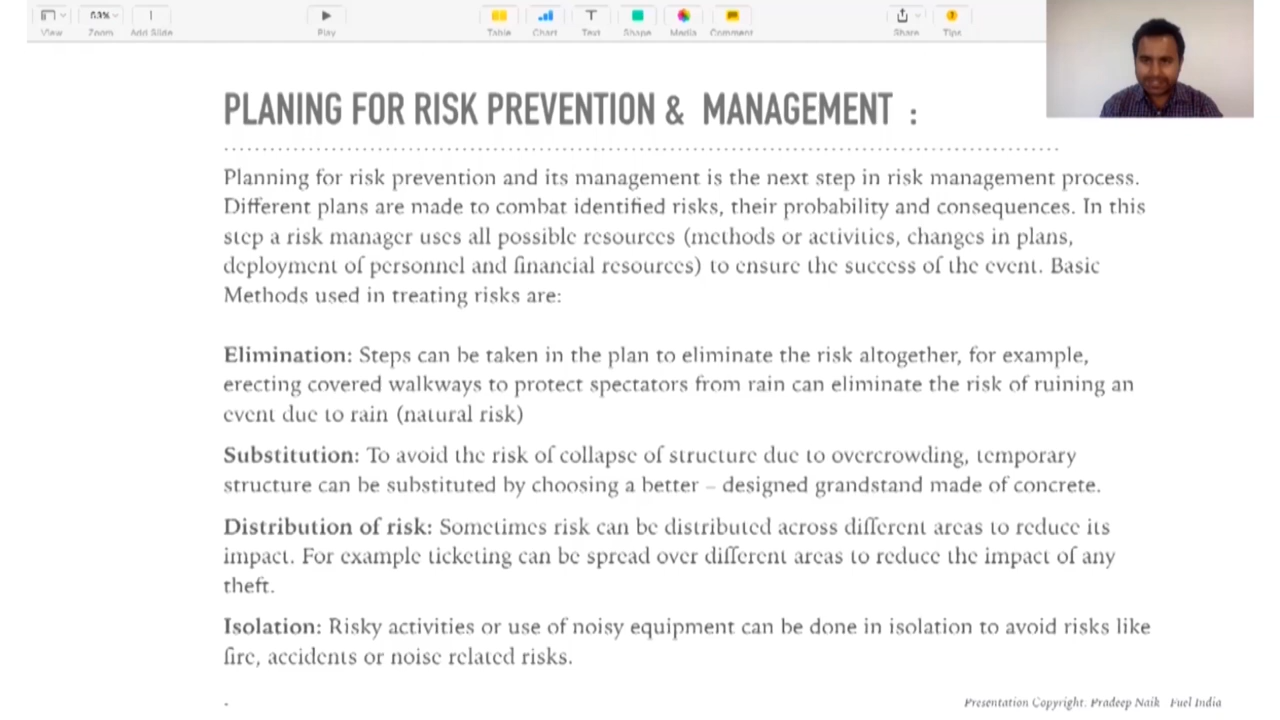 View
Zoom
Add Slide
Play
Table
Chart
Text
Shape
Media
Comment
Share
Tips
PLANING FOR RISK PREVENTION & MANAGEMENT :
Planning for risk prevention and its management is the next step in risk management process.
Different plans are made to combat identified risks, their probability and consequences. In this
step a risk manager uses all possible resources (methods or activities, changes in plans,
deployment of personnel and financial resources) to ensure the success of the event. Basic
Methods used in treating risks are:
Elimination: Steps can be taken in the plan to eliminate the risk altogether, for example,
erecting covered walkways to protect spectators from rain can eliminate the risk of ruining an
event due to rain (natural risk)
Substitution: To avoid the risk of collapse of structure due to overcrowding, temporary
structure can be substituted by choosing a better – designed grandstand made of concrete.
Distribution of risk: Sometimes risk can be distributed across different areas to reduce its
impact. For example ticketing can be spread over different areas to reduce the impact of any
theft.
Isolation: Risky activities or use of noisy equipment can be done in isolation to avoid risks like
fire, accidents or noise related risks.
.
Presentation Copyright. Pradeep Naik Fuel India